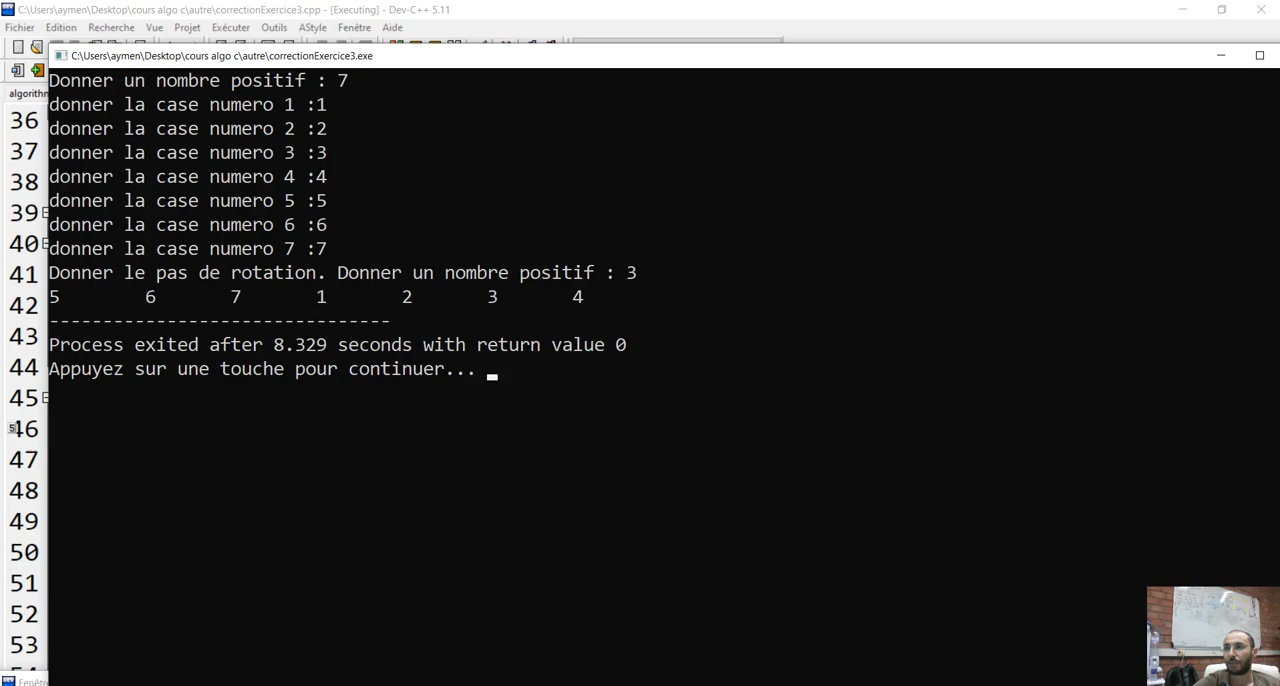 C:\Users\aymen\Desktop\cours algo c\autre\correctionExercice3.cpp - [Executing] - Dev-C++ 5.11
Fichier Edition Recherche Vue Projet Exécuter Outils AStyle Fenêtre Aide
C:\Users\aymen\Desktop\cours algo c\autre\correctionExercice3.exe
Donner un nombre positif : 7
donner la case numero 1 :1
algorithm
36
donner la case numero 2 :2
37
donner la case numero 3 :3
38
donner la case numero 4 :4
39
donner la case numero 5 :5
40
donner la case numero 6 :6
donner la case numero 7 :7
41
Donner le pas de rotation. Donner un nombre positif : 3
42
5 6 7 1 2 3 4
--------------------------------
43
Process exited after 8.329 seconds with return value 0
44
Appuyez sur une touche pour continuer...
45
46
47
48
49
50
51
52
53
Fenêtr